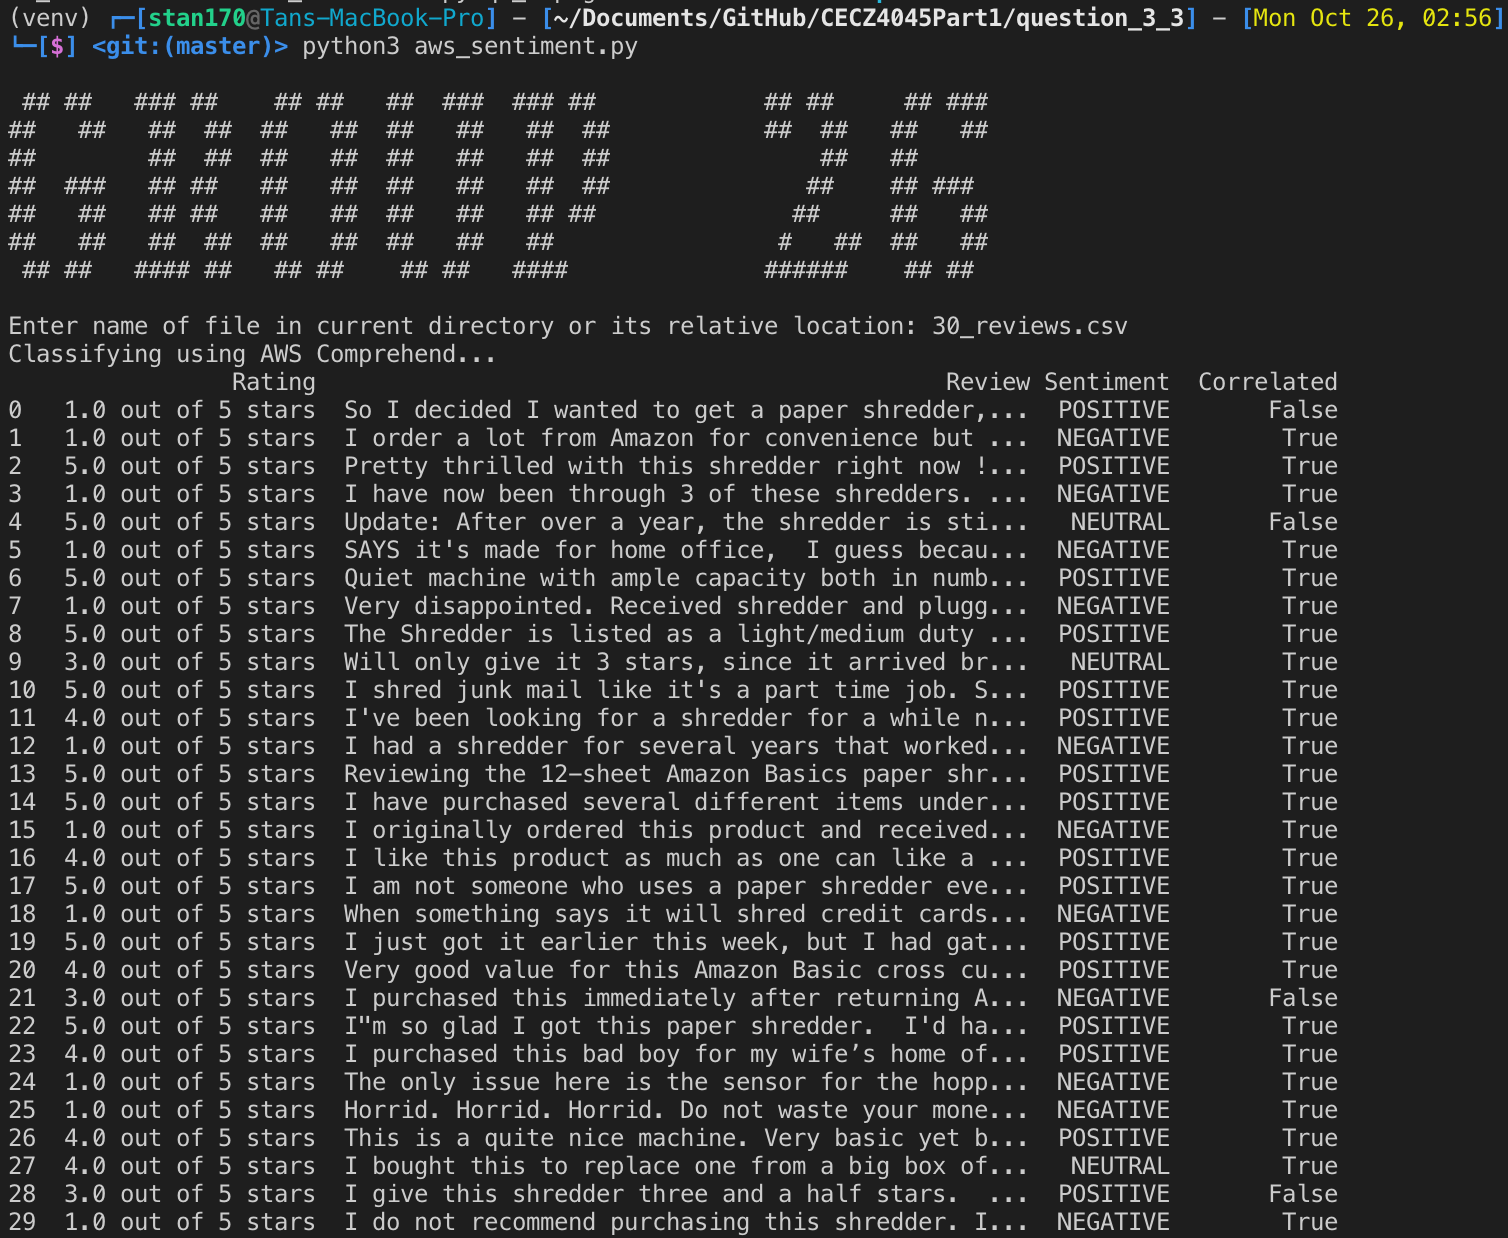 (venv) ┌─[stan170@Tans-MacBook-Pro] - [~/Documents/GitHub/CECZ4045Part1/question_3_3] - [Mon Oct 26, 02:56]
└─[$] <git:(master)> python3 aws_sentiment.py
 ## ##   ### ##    ## ##   ##  ###  ### ##            ## ##     ## ###
##   ##   ##  ##  ##   ##  ##   ##   ##  ##           ##  ##   ##   ##
##        ##  ##  ##   ##  ##   ##   ##  ##               ##   ##
##  ###   ## ##   ##   ##  ##   ##   ##  ##              ##    ## ###
##   ##   ## ##   ##   ##  ##   ##   ## ##              ##     ##   ##
##   ##   ##  ##  ##   ##  ##   ##   ##                #   ##  ##   ##
 ## ##   #### ##   ## ##    ## ##   ####              ######    ## ##
Enter name of file in current directory or its relative location: 30_reviews.csv
Classifying using AWS Comprehend...
Rating Review Sentiment Correlated
0 1.0 out of 5 stars So I decided I wanted to get a paper shredder,... POSITIVE False
1 1.0 out of 5 stars I order a lot from Amazon for convenience but ... NEGATIVE True
2 5.0 out of 5 stars Pretty thrilled with this shredder right now !... POSITIVE True
3 1.0 out of 5 stars I have now been through 3 of these shredders. ... NEGATIVE True
4 5.0 out of 5 stars Update: After over a year, the shredder is sti... NEUTRAL False
5 1.0 out of 5 stars SAYS it's made for home office,  I guess becau... NEGATIVE True
6 5.0 out of 5 stars Quiet machine with ample capacity both in numb... POSITIVE True
7 1.0 out of 5 stars Very disappointed. Received shredder and plugg... NEGATIVE True
8 5.0 out of 5 stars The Shredder is listed as a light/medium duty ... POSITIVE True
9 3.0 out of 5 stars Will only give it 3 stars, since it arrived br... NEUTRAL True
10 5.0 out of 5 stars I shred junk mail like it's a part time job. S... POSITIVE True
11 4.0 out of 5 stars I've been looking for a shredder for a while n... POSITIVE True
12 1.0 out of 5 stars I had a shredder for several years that worked... NEGATIVE True
13 5.0 out of 5 stars Reviewing the 12-sheet Amazon Basics paper shr... POSITIVE True
14 5.0 out of 5 stars I have purchased several different items under... POSITIVE True
15 1.0 out of 5 stars I originally ordered this product and received... NEGATIVE True
16 4.0 out of 5 stars I like this product as much as one can like a ... POSITIVE True
17 5.0 out of 5 stars I am not someone who uses a paper shredder eve... POSITIVE True
18 1.0 out of 5 stars When something says it will shred credit cards... NEGATIVE True
19 5.0 out of 5 stars I just got it earlier this week, but I had gat... POSITIVE True
20 4.0 out of 5 stars Very good value for this Amazon Basic cross cu... POSITIVE True
21 3.0 out of 5 stars I purchased this immediately after returning A... NEGATIVE False
22 5.0 out of 5 stars I"m so glad I got this paper shredder.  I'd ha... POSITIVE True
23 4.0 out of 5 stars I purchased this bad boy for my wife’s home of... POSITIVE True
24 1.0 out of 5 stars The only issue here is the sensor for the hopp... NEGATIVE True
25 1.0 out of 5 stars Horrid. Horrid. Horrid. Do not waste your mone... NEGATIVE True
26 4.0 out of 5 stars This is a quite nice machine. Very basic yet b... POSITIVE True
27 4.0 out of 5 stars I bought this to replace one from a big box of... NEUTRAL True
28 3.0 out of 5 stars I give this shredder three and a half stars.  ... POSITIVE False
29 1.0 out of 5 stars I do not recommend purchasing this shredder. I... NEGATIVE True